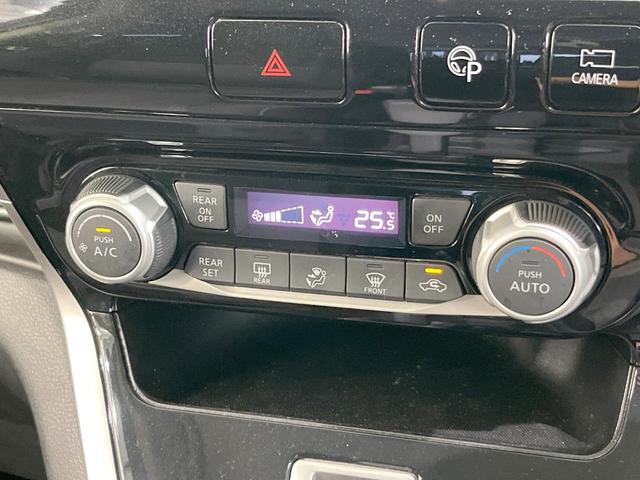 P
CAMERA
REAR
ON
OFF
25.5°C
ON
OFF
PUSH
A/C
REAR
SET
REAR
FRONT
PUSH
AUTO